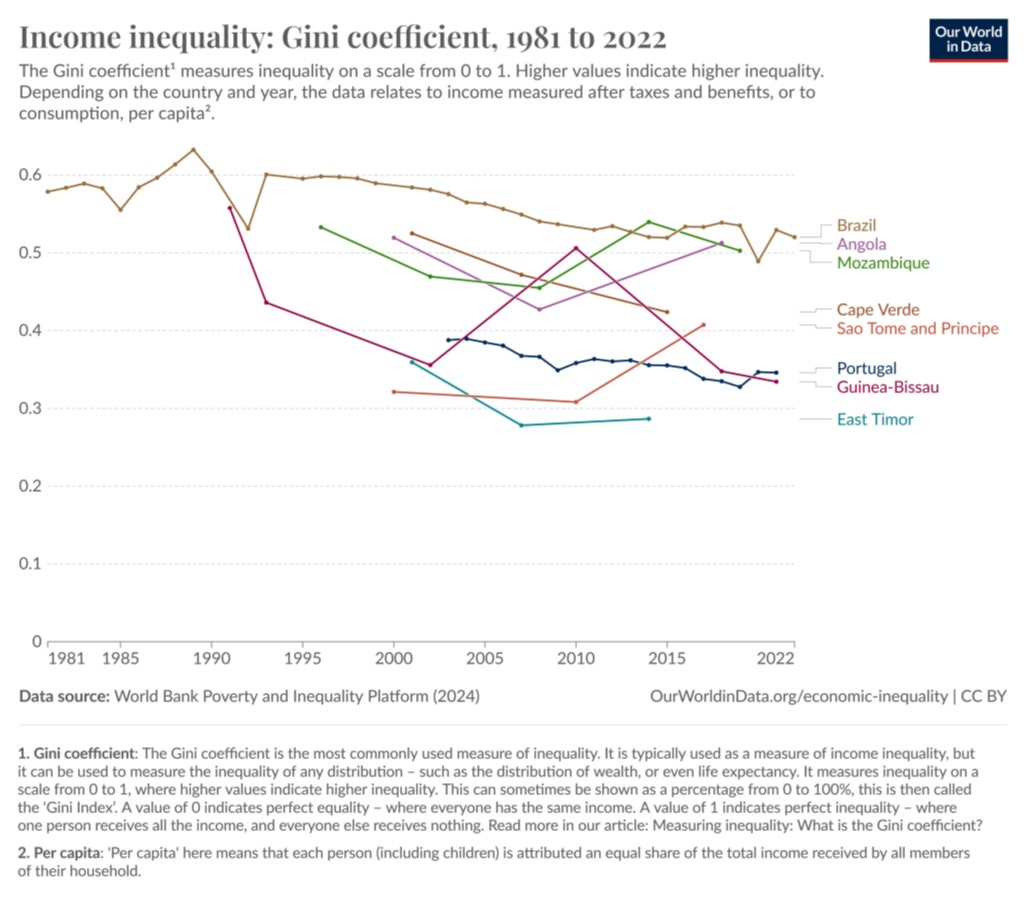 Income inequality: Gini coefficient, 1981 to 2022
Our World
in Data
The Gini coefficient¹ measures inequality on a scale from 0 to 1. Higher values indicate higher inequality.
Depending on the country and year, the data relates to income measured after taxes and benefits, or to
consumption, per capita².
0.6
0.5
0.4
0.3
0.2
0.1
0
Brazil
Angola
Mozambique
Cape Verde
Sao Tome and Principe
Portugal
Guinea-Bissau
East Timor
1981 1985 1990 1995 2000 2005 2010 2015 2022
Data source: World Bank Poverty and Inequality Platform (2024)
OurWorldinData.org/economic-inequality | CC BY
1. Gini coefficient: The Gini coefficient is the most commonly used measure of inequality. It is typically used as a measure of income inequality, but
it can be used to measure the inequality of any distribution – such as the distribution of wealth, or even life expectancy. It measures inequality on a
scale from 0 to 1, where higher values indicate higher inequality. This can sometimes be shown as a percentage from 0 to 100%, this is then called
the 'Gini Index'. A value of 0 indicates perfect equality – where everyone has the same income. A value of 1 indicates perfect inequality – where
one person receives all the income, and everyone else receives nothing. Read more in our article: Measuring inequality: What is the Gini coefficient?
2. Per capita: 'Per capita' here means that each person (including children) is attributed an equal share of the total income received by all members
of their household.